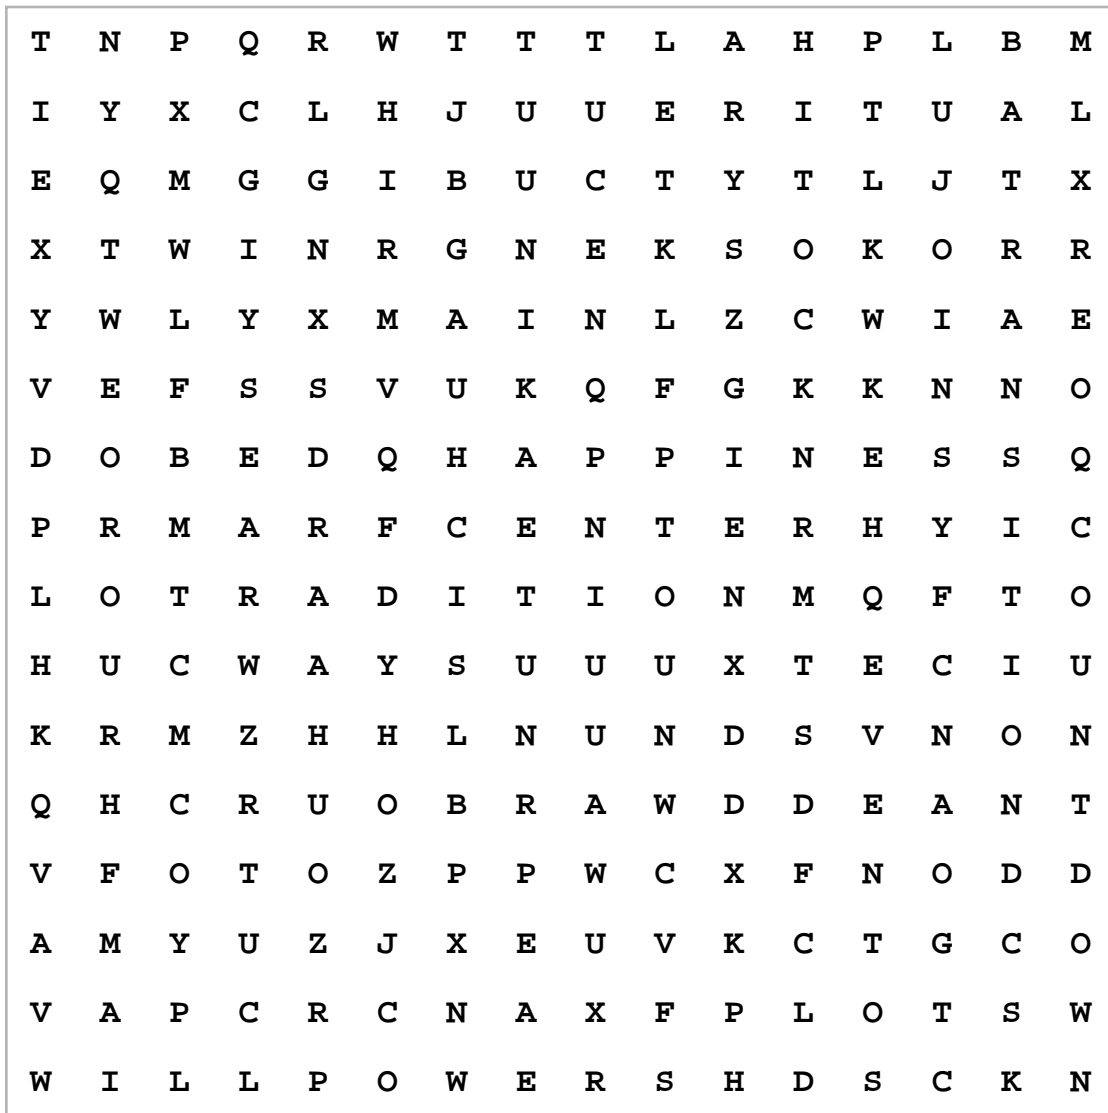 T N P Q R W T T T L A H P L B M
I Y X C L H J U U E R I T U A L
E Q M G G I B U C T Y T L J T X
X T W I N R G N E K S O K O R R
Y W L Y X M A I N L Z C W I A E
V E F S S V U K Q F G K K N N O
D O B E D Q H A P P I N E S S Q
P R M A R F C E N T E R H Y I C
L O T R A D I T I O N M Q F T O
H U C W A Y S U U U X T E C I U
K R M Z H H L N U N D S V N O N
Q H C R U O B R A W D D E A N T
V F O T O Z P P W C X F N O D D
A M Y U Z J X E U V K C T G C O
V A P C R C N A X F P L O T S W
W I L L P O W E R S H D S C K N